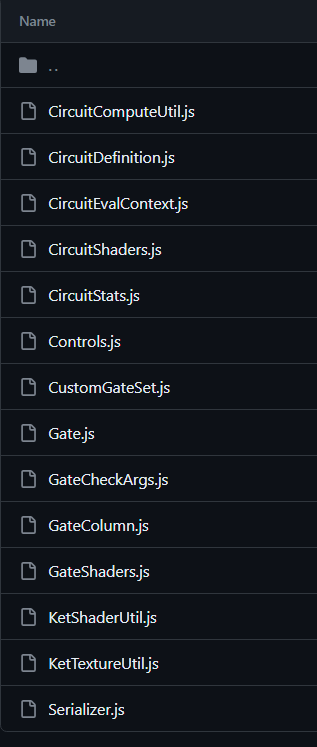 Name
..
CircuitComputeUtil.js
CircuitDefinition.js
CircuitEvalContext.js
CircuitShaders.js
CircuitStats.js
Controls.js
CustomGateSet.js
Gate.js
GateCheckArgs.js
GateColumn.js
GateShaders.js
KetShaderUtil.js
KetTextureUtil.js
Serializer.js